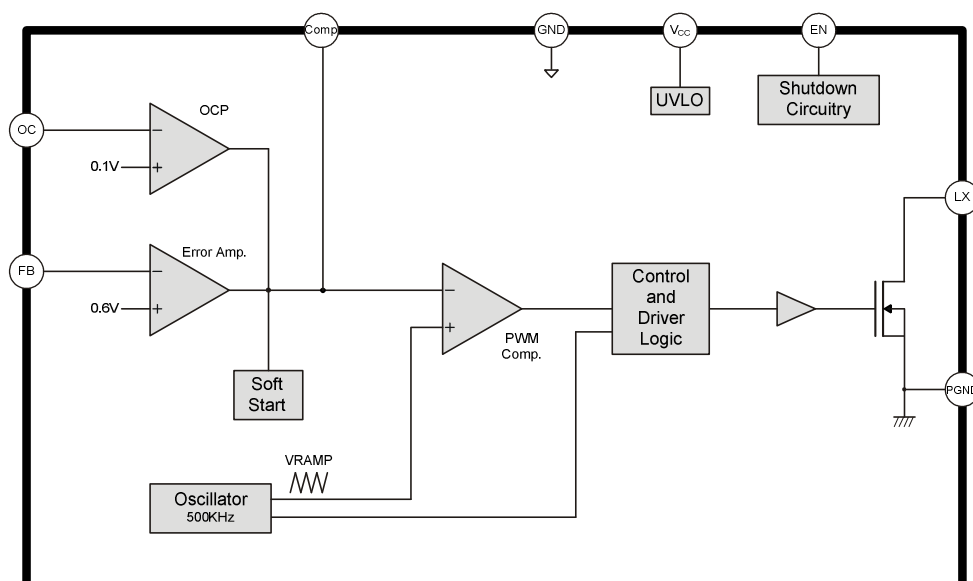 Comp
GND
VCC
EN
UVLO
Shutdown
Circuitry
OCP
OC
−
0.1V
+
LX
Error Amp.
FB
−
0.6V
+
−
+
PWM
Comp.
Control
and
Driver
Logic
Soft
Start
PGND
VRAMP
Oscillator
500KHz